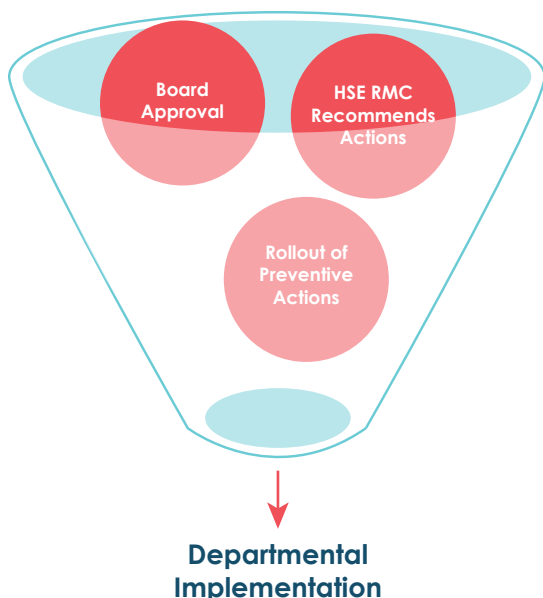 Board
Approval
HSE RMC
Recommends
Actions
Rollout of
Preventive
Actions
Departmental
Implementation